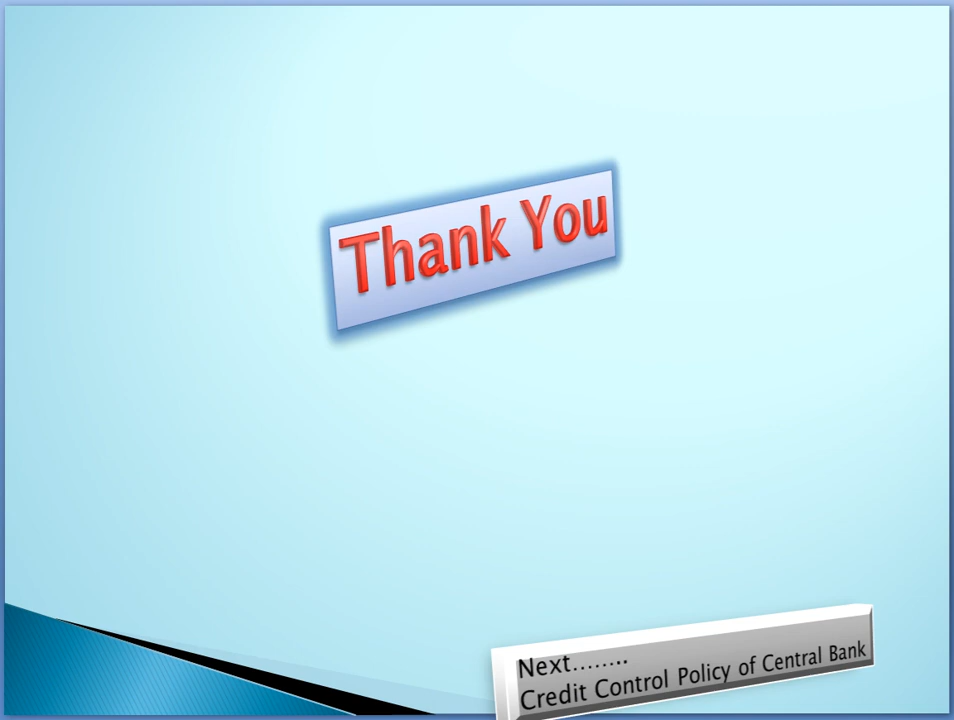 Thank You
Next........
Credit Control Policy of Central Bank